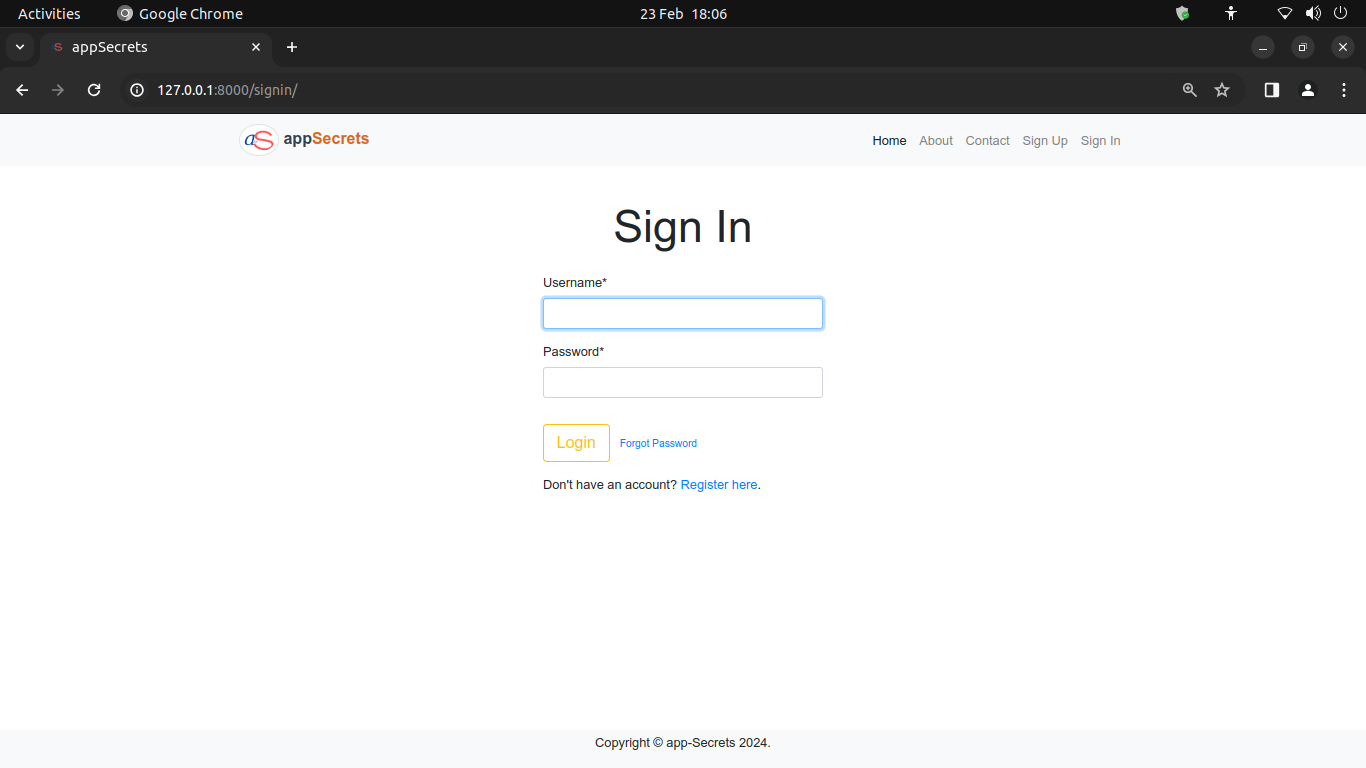 Activities Google Chrome 23 Feb 18:06
S appSecrets
127.0.0.1:8000/signin/
aS appSecrets Home About Contact Sign Up Sign In
Sign In
Username*
Password*
Login Forgot Password
Don't have an account? Register here.
Copyright © app-Secrets 2024.